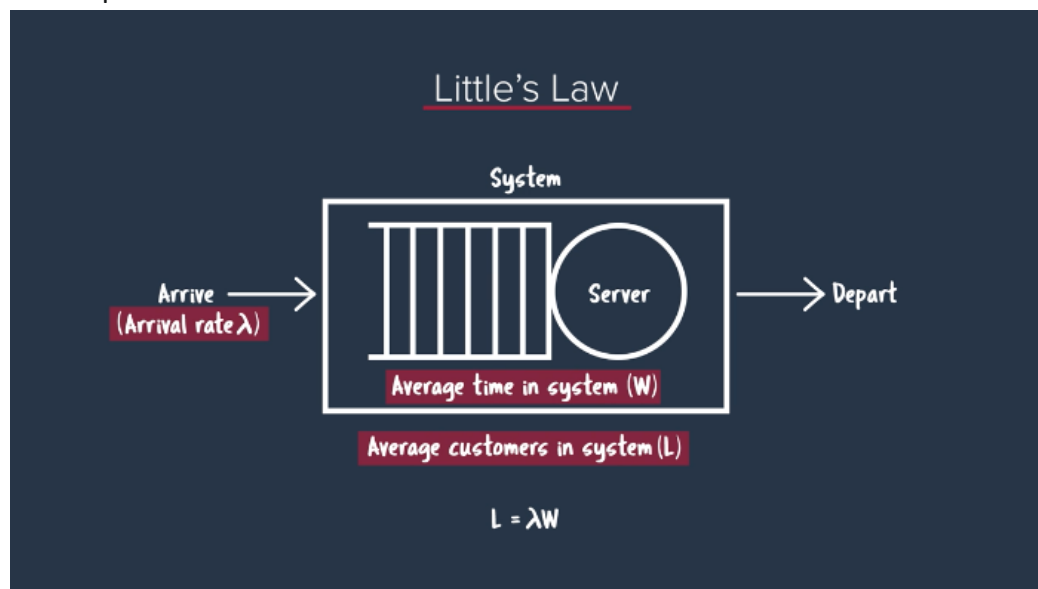 Little's Law
System
Arrive
(Arrival rate λ)
Server
Depart
Average time in system (W)
Average customers in system (L)
L = λW